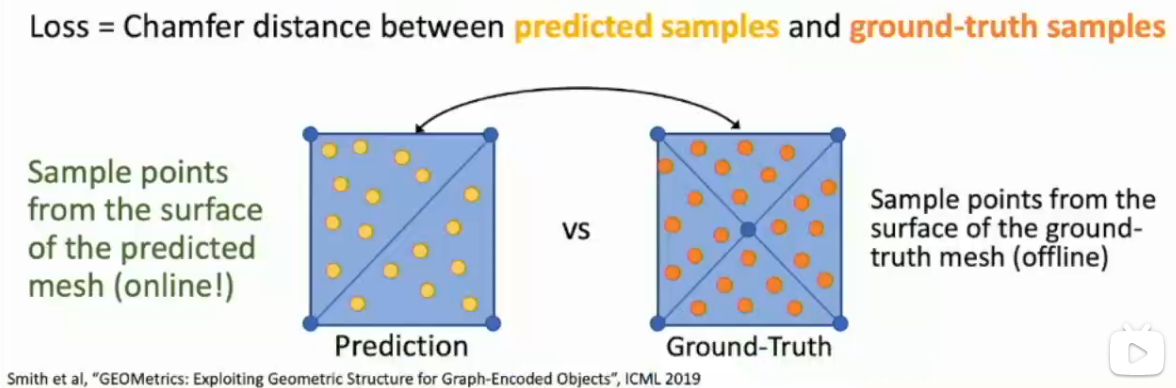 Loss = Chamfer distance between predicted samples and ground-truth samples
Sample points
from the surface
of the predicted
mesh (online!)
vs
Sample points from the
surface of the ground-
truth mesh (offline)
Prediction
Ground-Truth
Smith et al, “GEOMetrics: Exploiting Geometric Structure for Graph-Encoded Objects”, ICML 2019